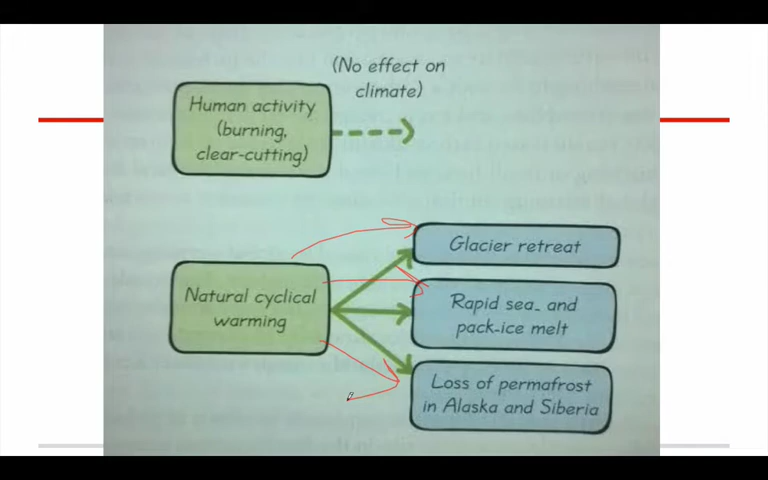 (No effect on
climate)
Human activity
(burning,
clear-cutting)
Glacier retreat
Natural cyclical
warming
Rapid sea- and
pack-ice melt
Loss of permafrost
in Alaska and Siberia